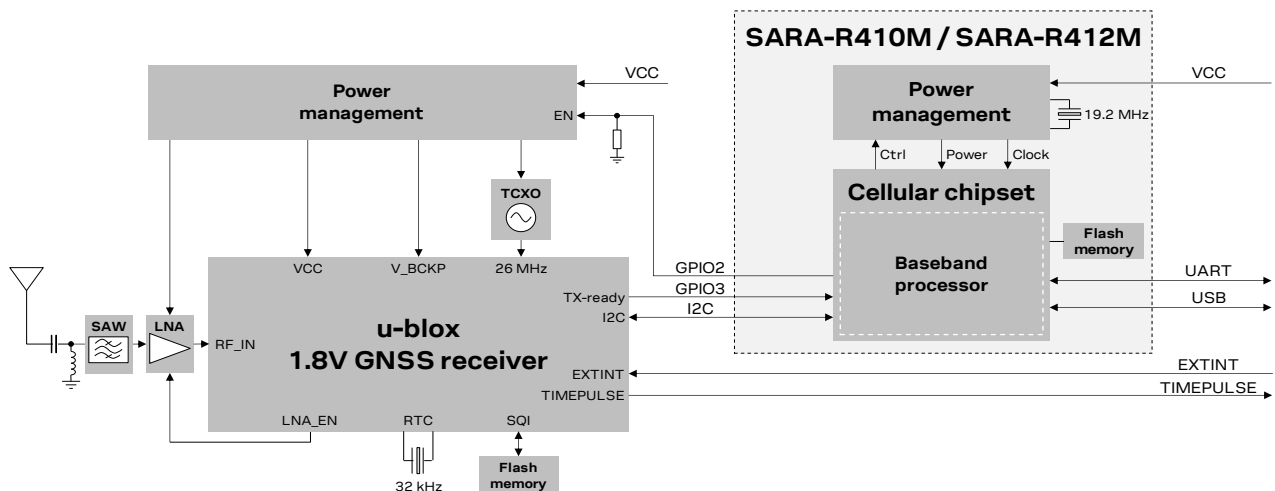 SARA-R410M / SARA-R412M
VCC
VCC
Power
management
EN
Power
management
19.2 MHz
Ctrl
Power
Clock
TCXO
Cellular chipset
Flash
memory
Baseband
processor
VCC
V_BCKP
26 MHz
GPIO2
UART
TX-ready
GPIO3
USB
I2C
I2C
SAW
LNA
RF_IN
u-blox
1.8V GNSS receiver
EXTINT
EXTINT
TIMEPULSE
TIMEPULSE
LNA_EN
RTC
SQI
32 kHz
Flash
memory